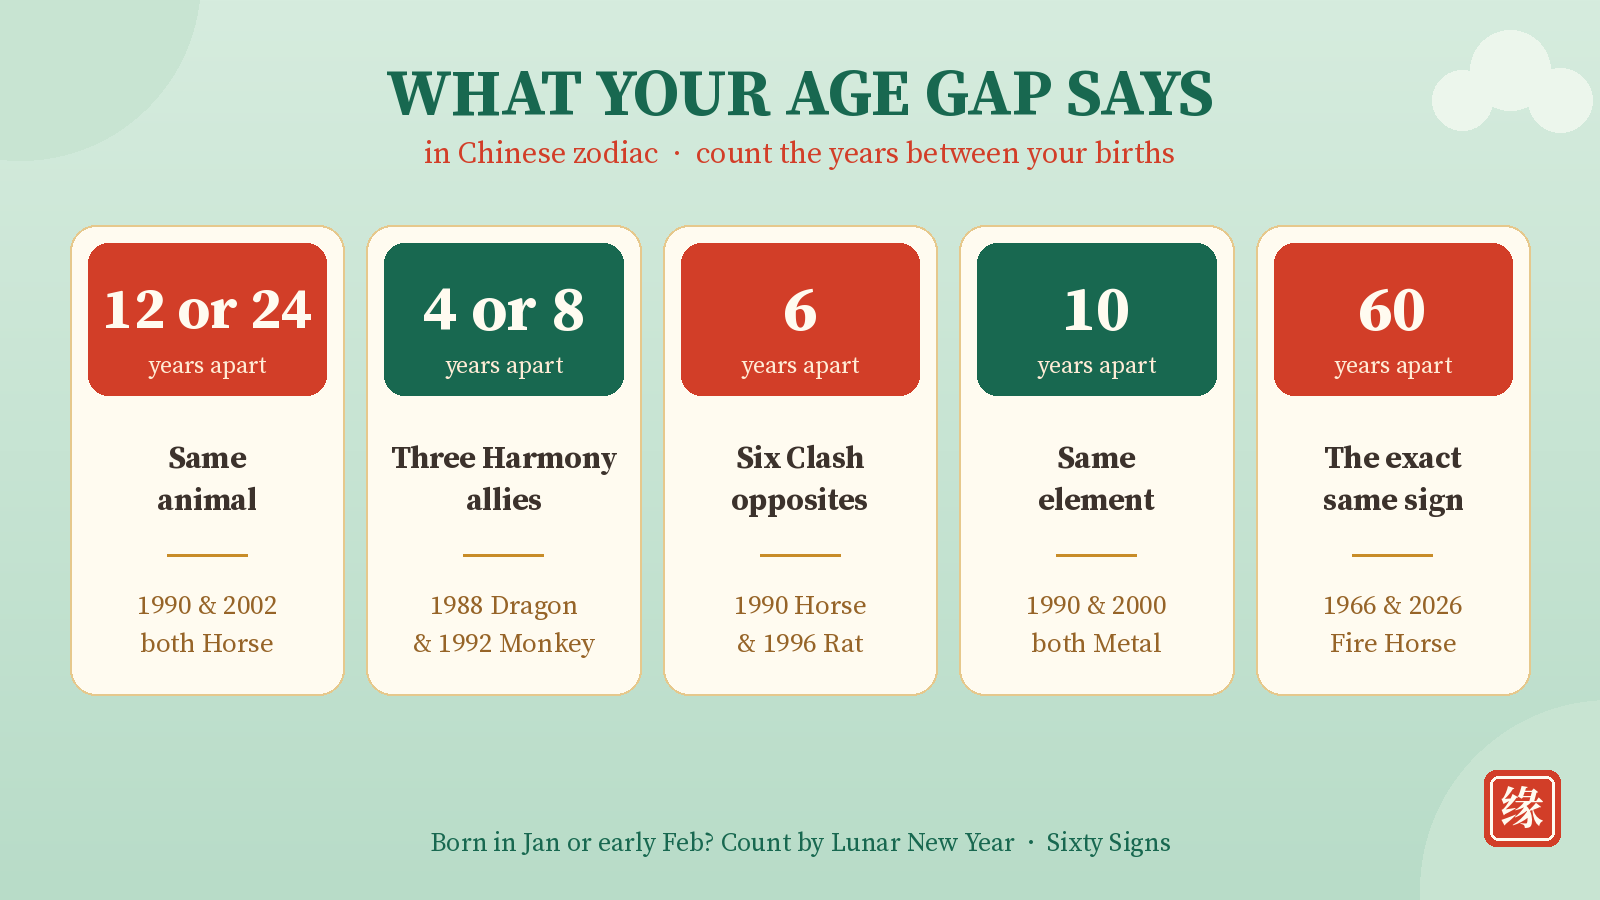 WHAT YOUR AGE GAP SAYS
in Chinese zodiac · count the years between your births
12 or 24
years apart
Same
animal
1990 & 2002
both Horse
4 or 8
years apart
Three Harmony
allies
1988 Dragon
& 1992 Monkey
6
years apart
Six Clash
opposites
1990 Horse
& 1996 Rat
10
years apart
Same
element
1990 & 2000
both Metal
60
years apart
The exact
same sign
1966 & 2026
Fire Horse
缘
Born in Jan or early Feb? Count by Lunar New Year · Sixty Signs